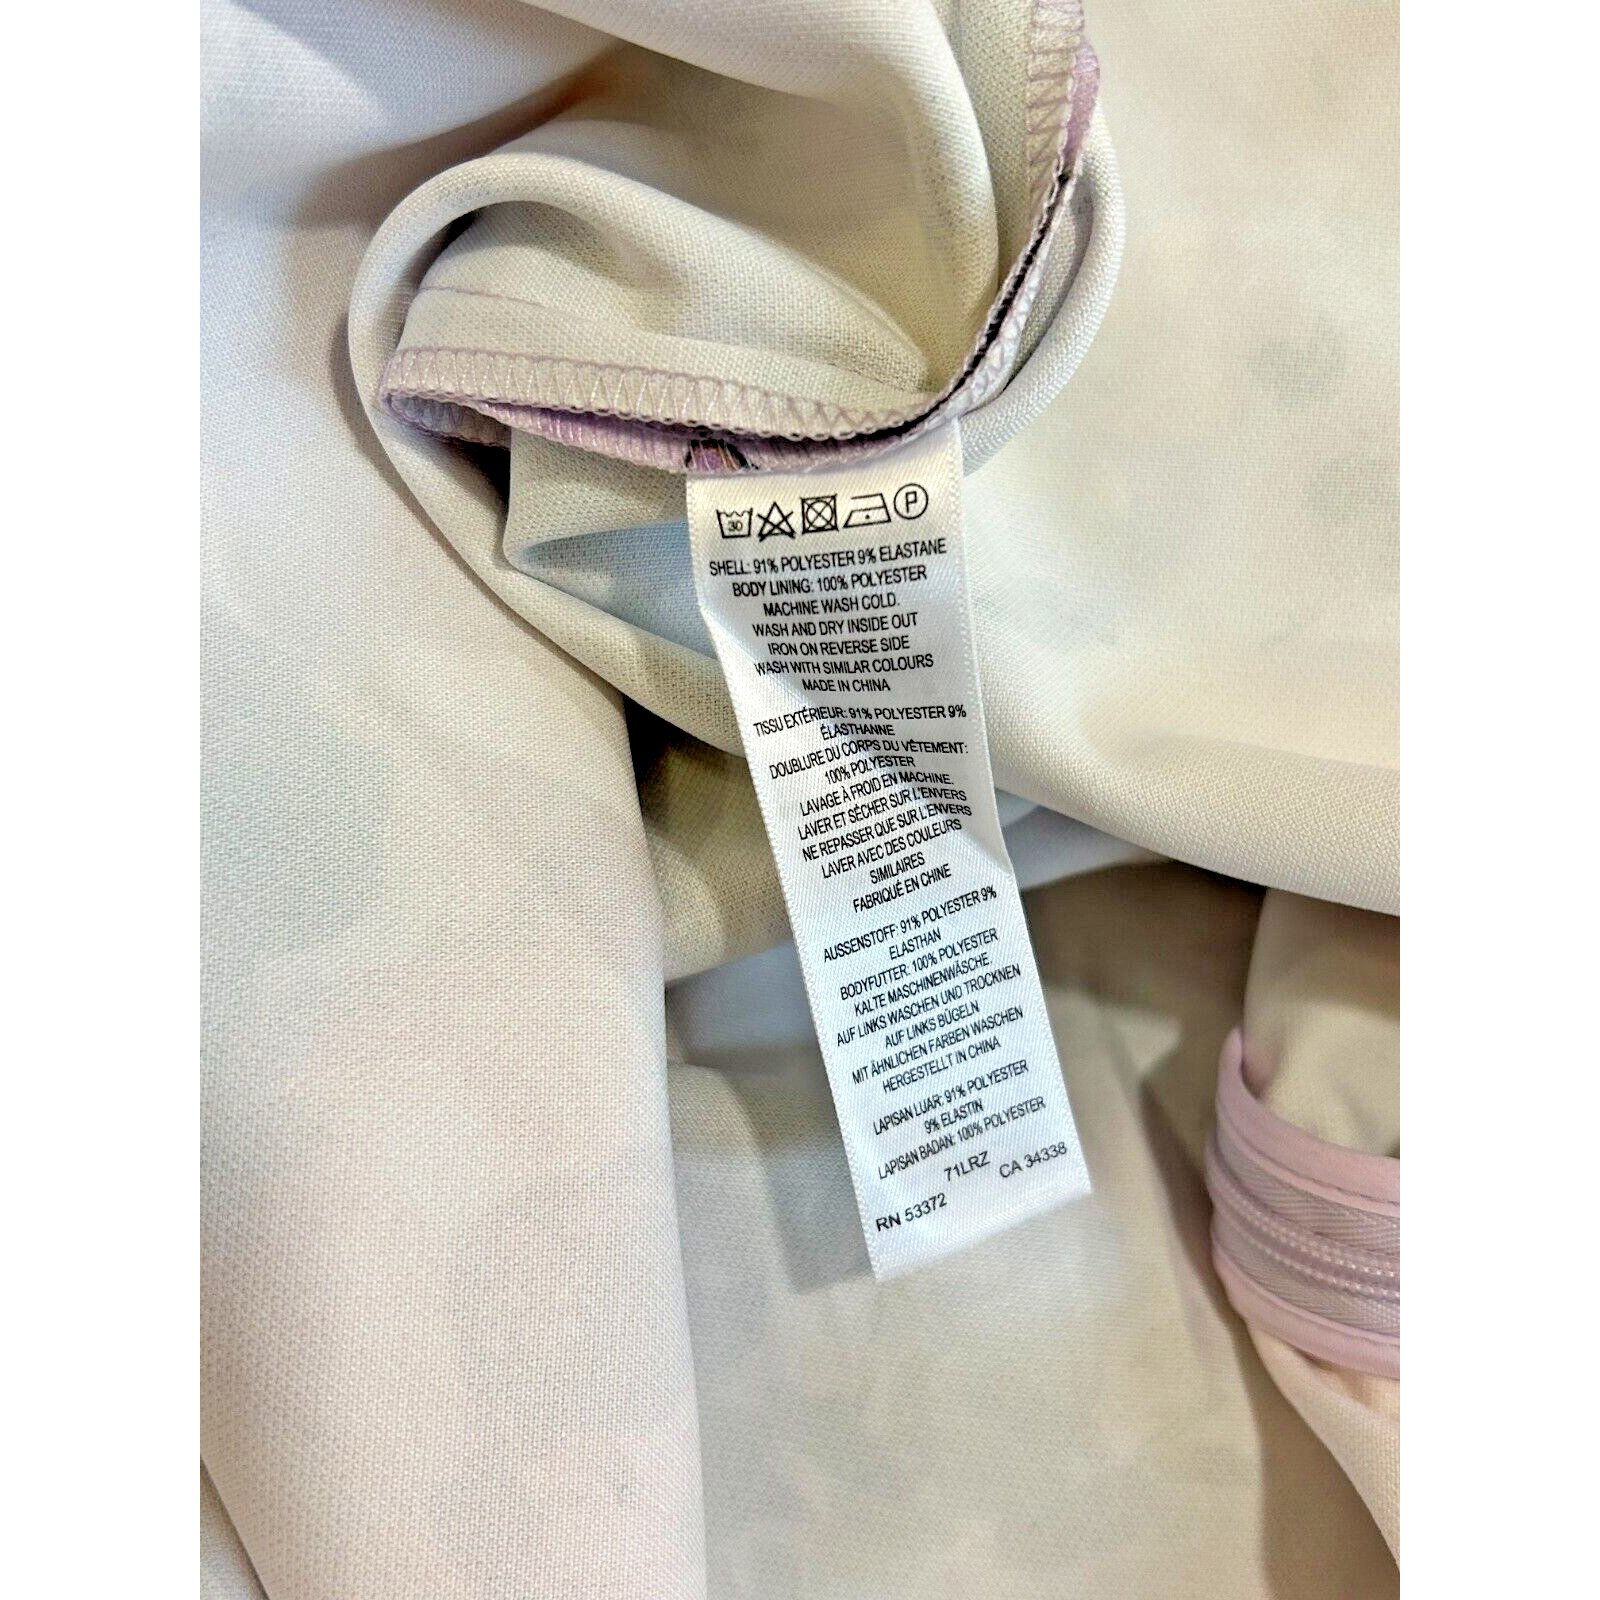 30 P
SHELL: 91% POLYESTER 9% ELASTANE
BODY LINING: 100% POLYESTER
MACHINE WASH COLD.
WASH AND DRY INSIDE OUT
IRON ON REVERSE SIDE
WASH WITH SIMILAR COLOURS
MADE IN CHINA
TISSU EXTÉRIEUR: 91% POLYESTER 9%
ÉLASTHANNE
DOUBLURE DU CORPS DU VÊTEMENT:
100% POLYESTER
LAVAGE À FROID EN MACHINE.
LAVER ET SÉCHER SUR L'ENVERS
NE REPASSER QUE SUR L'ENVERS
LAVER AVEC DES COULEURS
SIMILAIRES
FABRIQUÉ EN CHINE
AUSSENSTOFF: 91% POLYESTER 9%
ELASTHAN
BODYFUTTER: 100% POLYESTER
KALTE MASCHINENWÄSCHE.
AUF LINKS WASCHEN UND TROCKNEN
AUF LINKS BÜGELN
MIT ÄHNLICHEN FARBEN WASCHEN
HERGESTELLT IN CHINA
LAPISAN LUAR: 91% POLYESTER
9% ELASTIN
LAPISAN BADAN: 100% POLYESTER
71LRZ
RN 53372 CA 34338